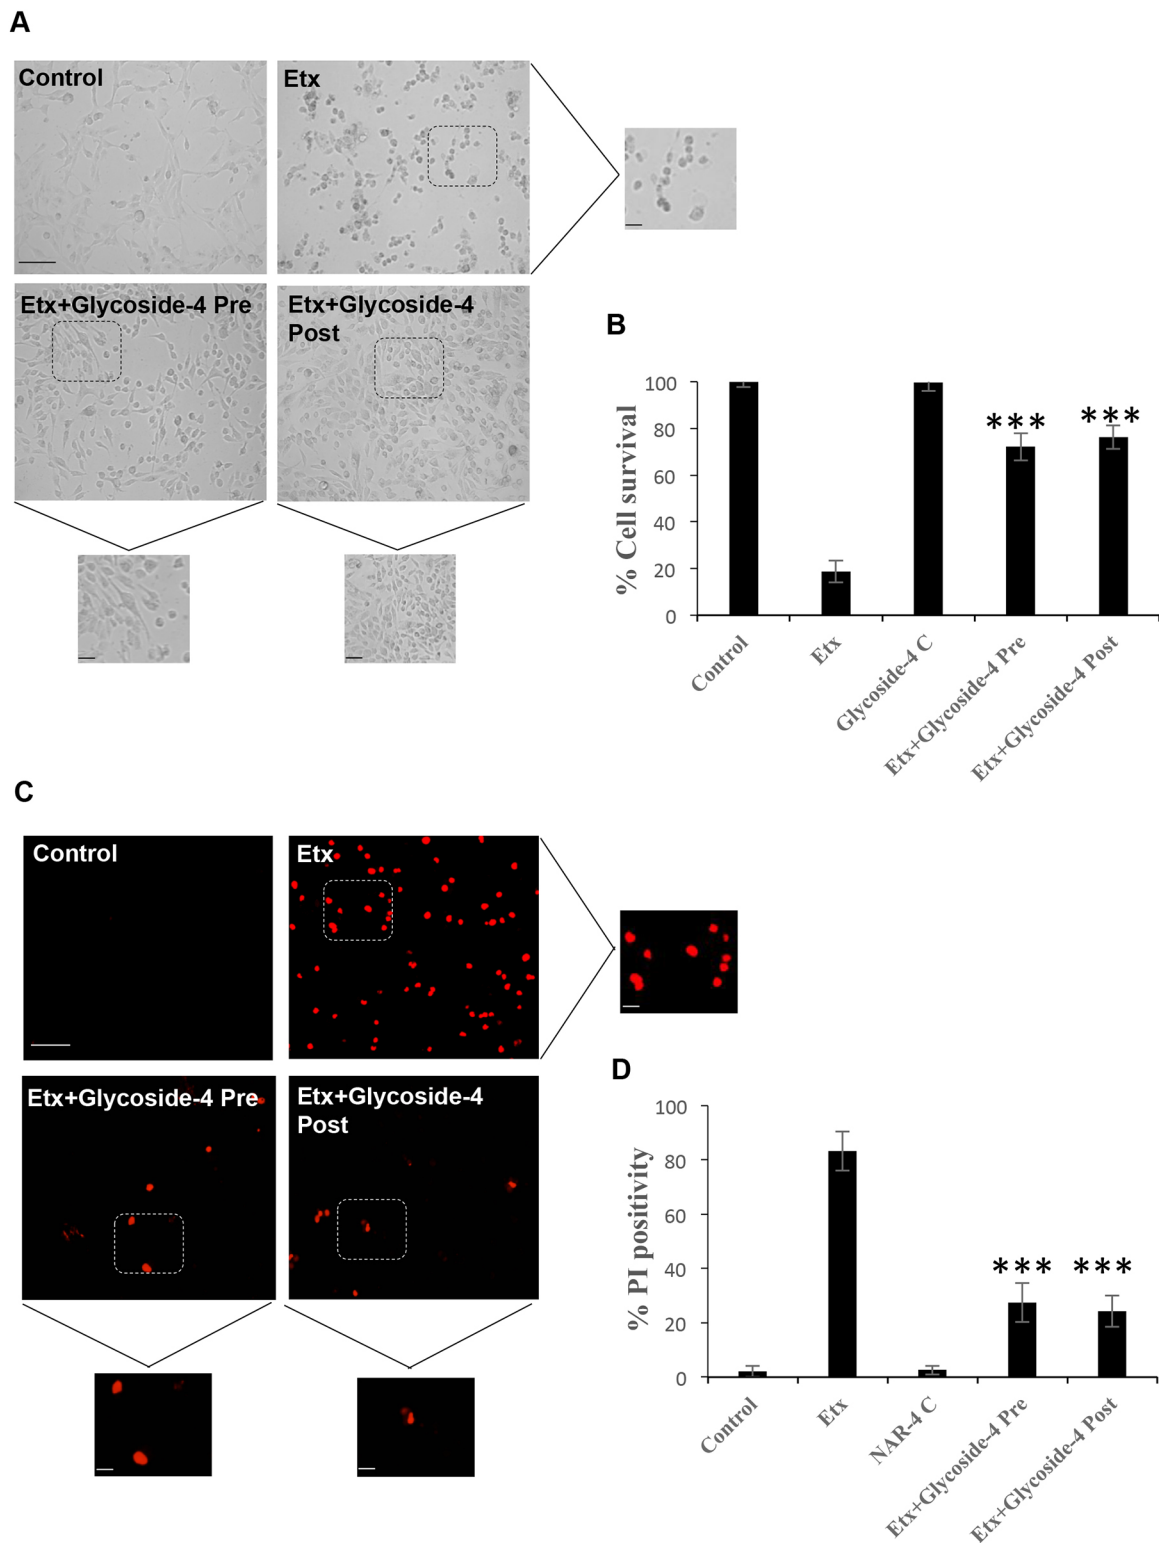 A
Control
Etx
Etx+Glycoside-4 Pre
Etx+Glycoside-4
Post
B
% Cell survival
100
80
60
40
20
0
***
***
Control
Etx
Glycoside-4 C
Etx+Glycoside-4 Pre
Etx+Glycoside-4 Post
C
Control
Etx
Etx+Glycoside-4 Pre
Etx+Glycoside-4
Post
D
% PI positivity
100
80
60
40
20
0
***
***
Control
Etx
NAR-4 C
Etx+Glycoside-4 Pre
Etx+Glycoside-4 Post